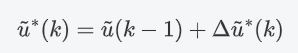 ũ*(k) = ũ(k − 1) + Δũ*(k)